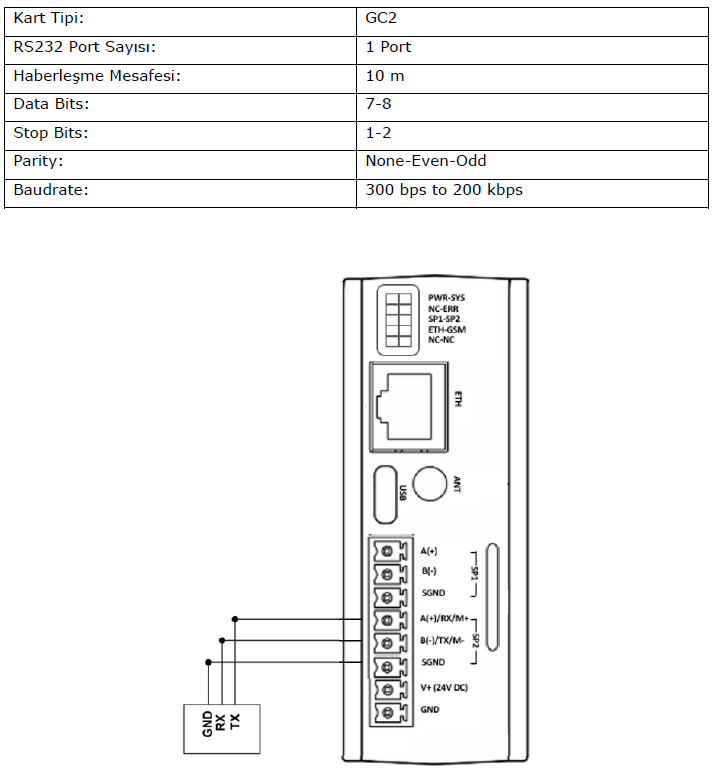 Kart Tipi: GC2
RS232 Port Sayısı: 1 Port
Haberleşme Mesafesi: 10 m
Data Bits: 7-8
Stop Bits: 1-2
Parity: None-Even-Odd
Baudrate: 300 bps to 200 kbps
PWR-SYS
NC-ERR
SP1-SP2
ETH-GSM
NC-NC
ETH
USB
ANT
A(+)
B(-)
SGND
SP1
A(+)/RX/M+
B(-)/TX/M-
SGND
SP2
V+ (24V DC)
GND
GND
RX
TX